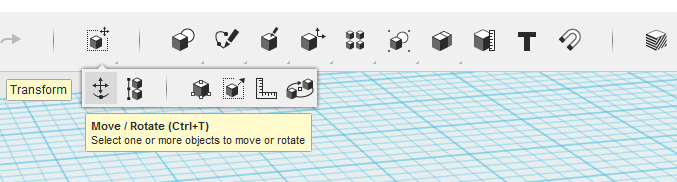 Transform
Move / Rotate (Ctrl+T)
Select one or more objects to move or rotate